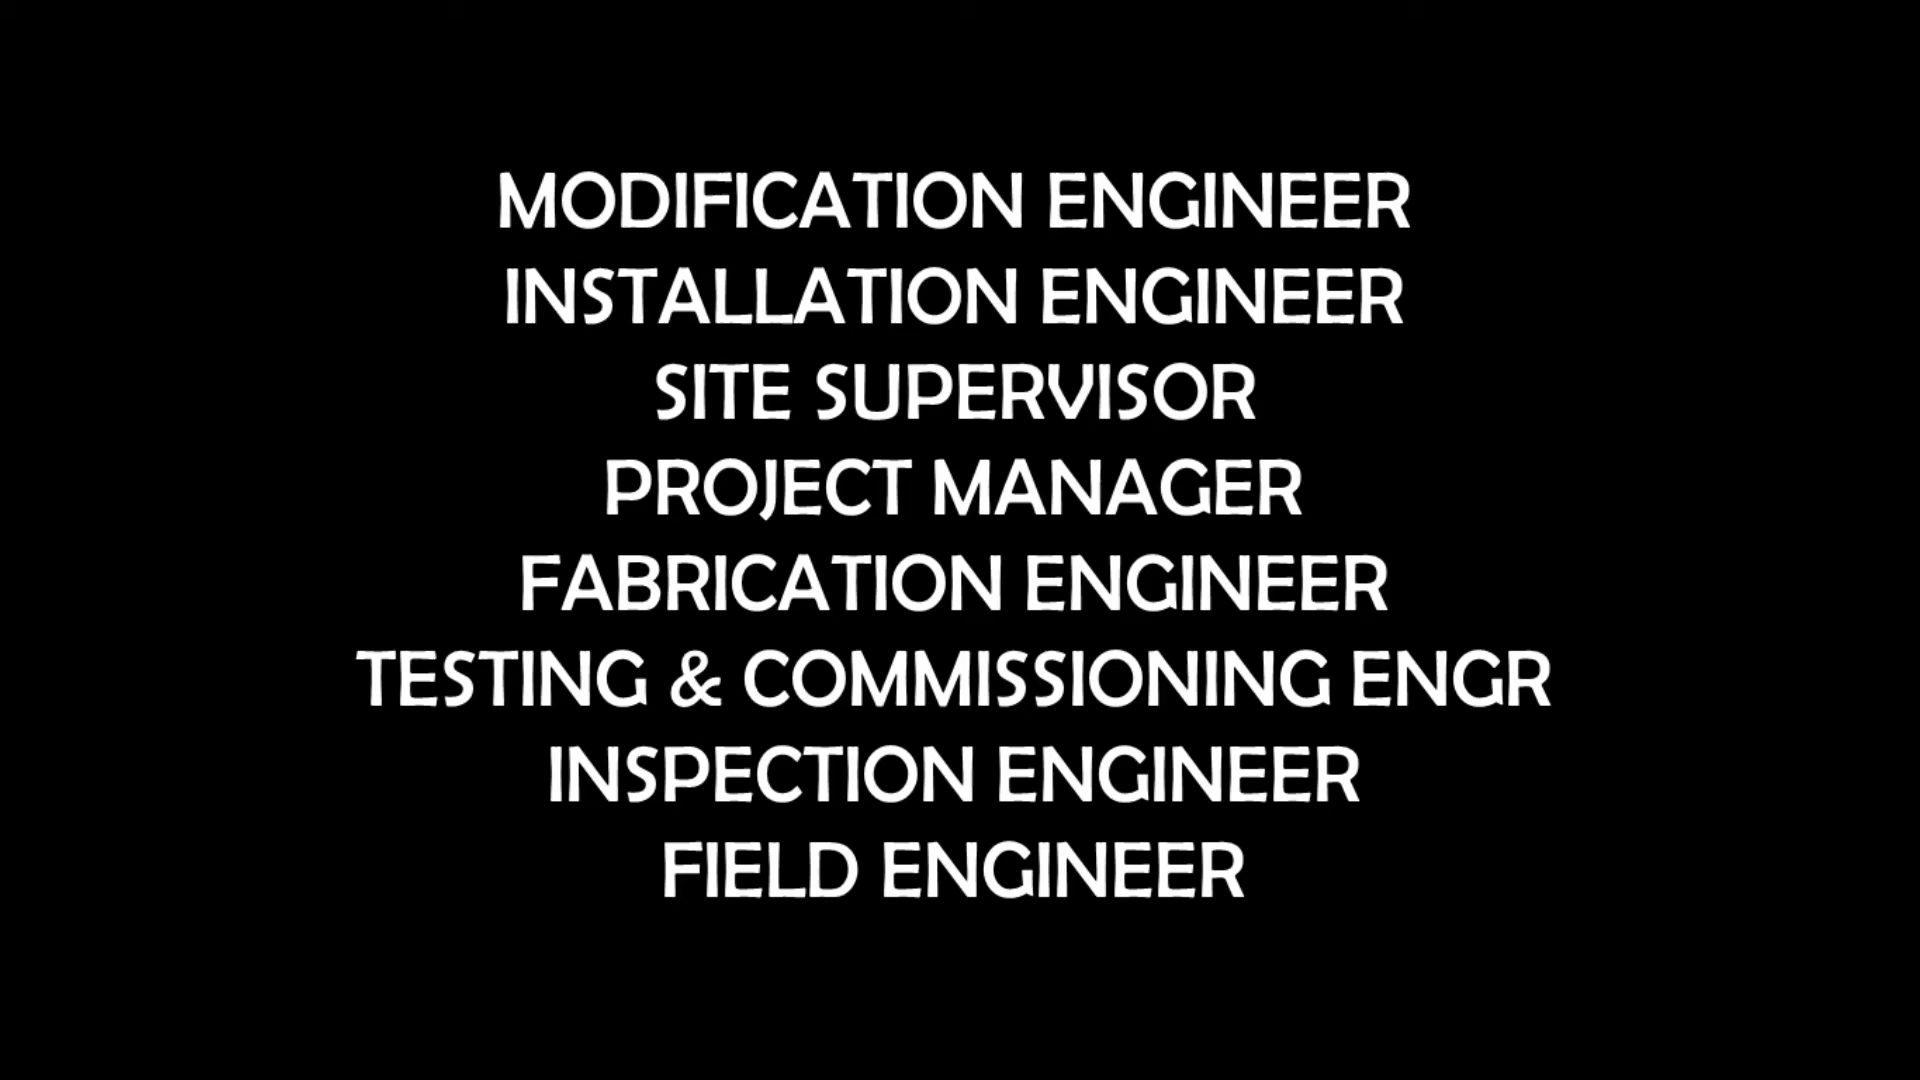 MODIFICATION ENGINEER
INSTALLATION ENGINEER
SITE SUPERVISOR
PROJECT MANAGER
FABRICATION ENGINEER
TESTING & COMMISSIONING ENGR
INSPECTION ENGINEER
FIELD ENGINEER